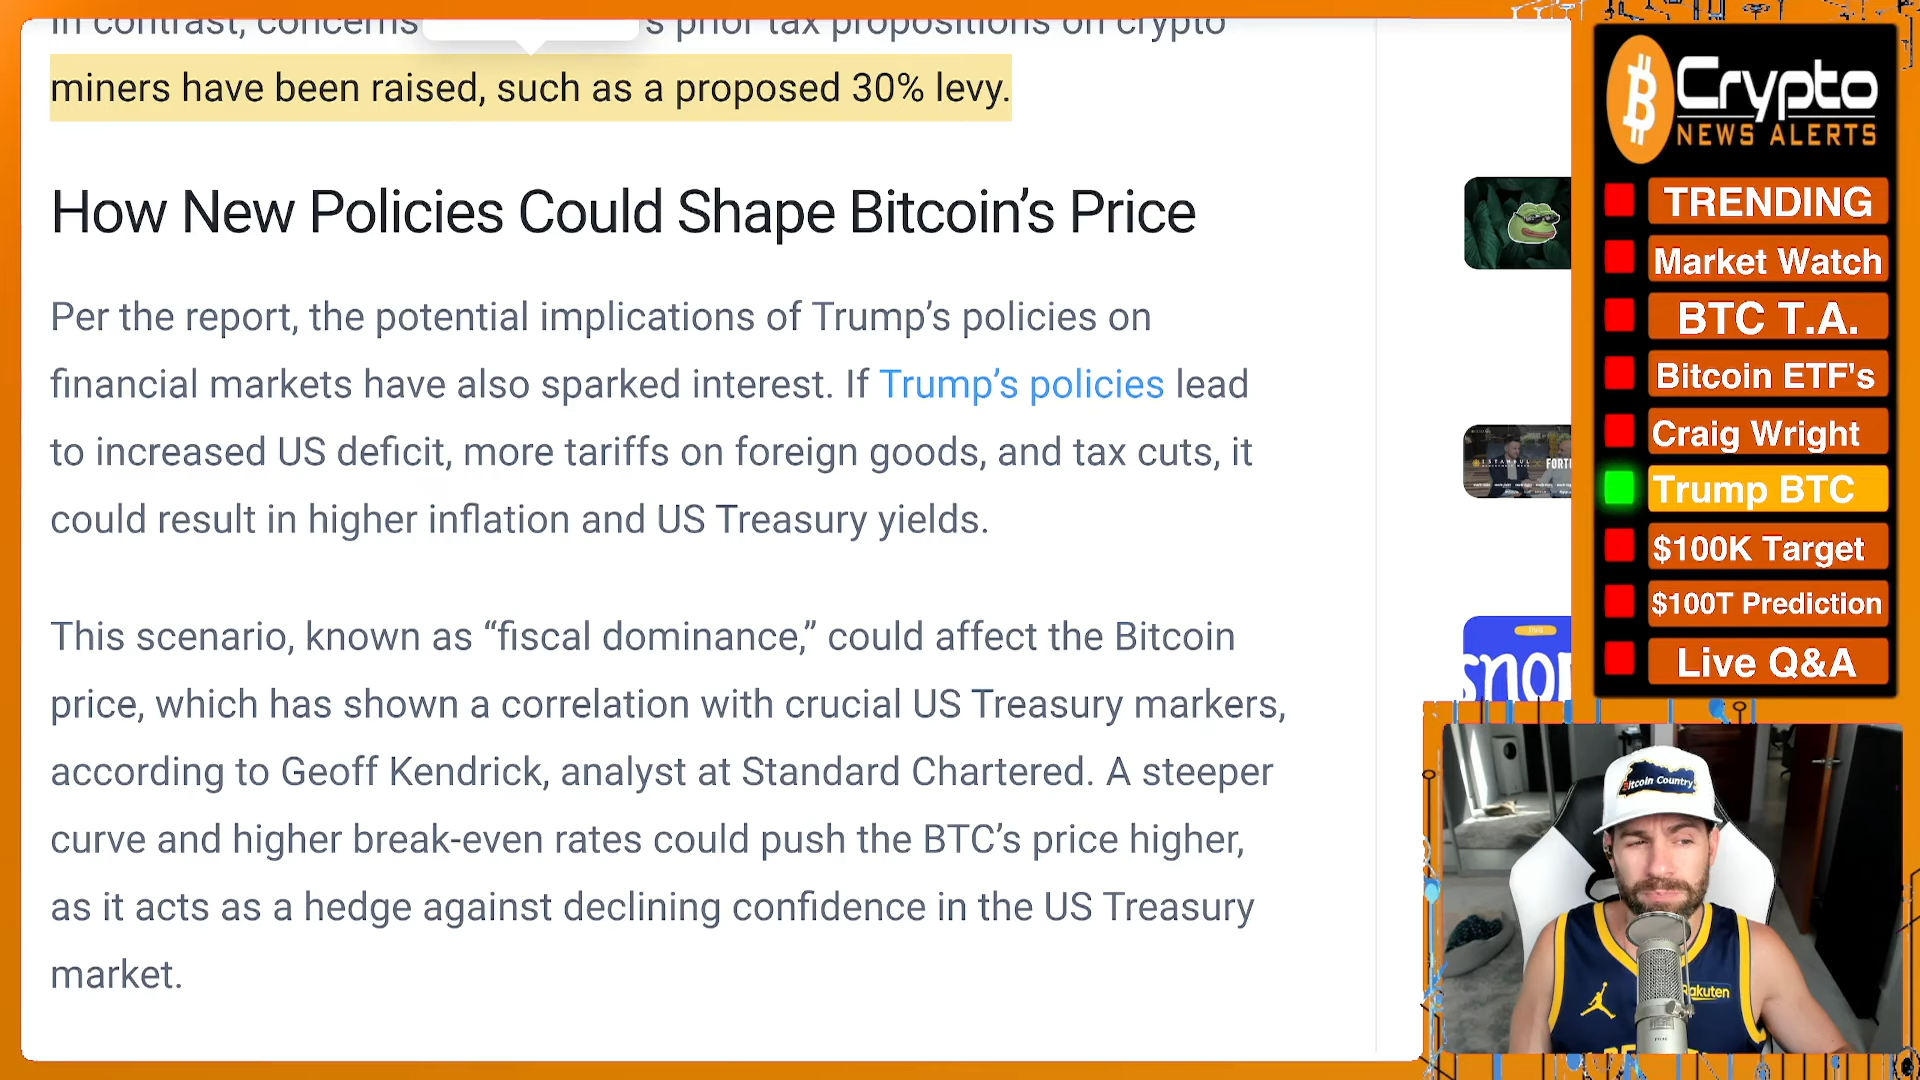 In contrast, concerns
's prior tax propositions on crypto
miners have been raised, such as a proposed 30% levy.
How New Policies Could Shape Bitcoin’s Price
Per the report, the potential implications of Trump’s policies on
financial markets have also sparked interest. If Trump’s policies lead
to increased US deficit, more tariffs on foreign goods, and tax cuts, it
could result in higher inflation and US Treasury yields.
This scenario, known as “fiscal dominance,” could affect the Bitcoin
price, which has shown a correlation with crucial US Treasury markers,
according to Geoff Kendrick, analyst at Standard Chartered. A steeper
curve and higher break-even rates could push the BTC’s price higher,
as it acts as a hedge against declining confidence in the US Treasury
market.
ISTANBUL
FORT
snor
Crypto
NEWS ALERTS
TRENDING
Market Watch
BTC T.A.
Bitcoin ETF's
Craig Wright
Trump BTC
$100K Target
$100T Prediction
Live Q&A
Bitcoin Country
Rakuten